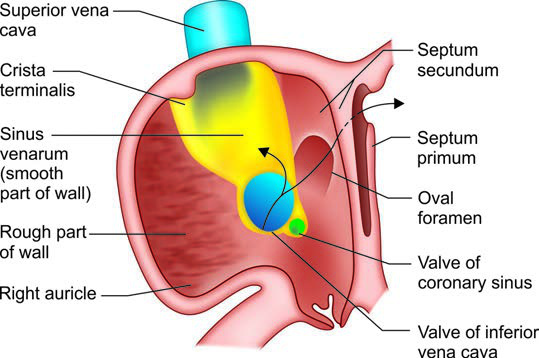 Superior vena
cava
Crista
terminalis
Sinus
venarum
(smooth
part of wall)
Rough part
of wall
Right auricle
Septum
secundum
Septum
primum
Oval
foramen
Valve of
coronary sinus
Valve of inferior
vena cava